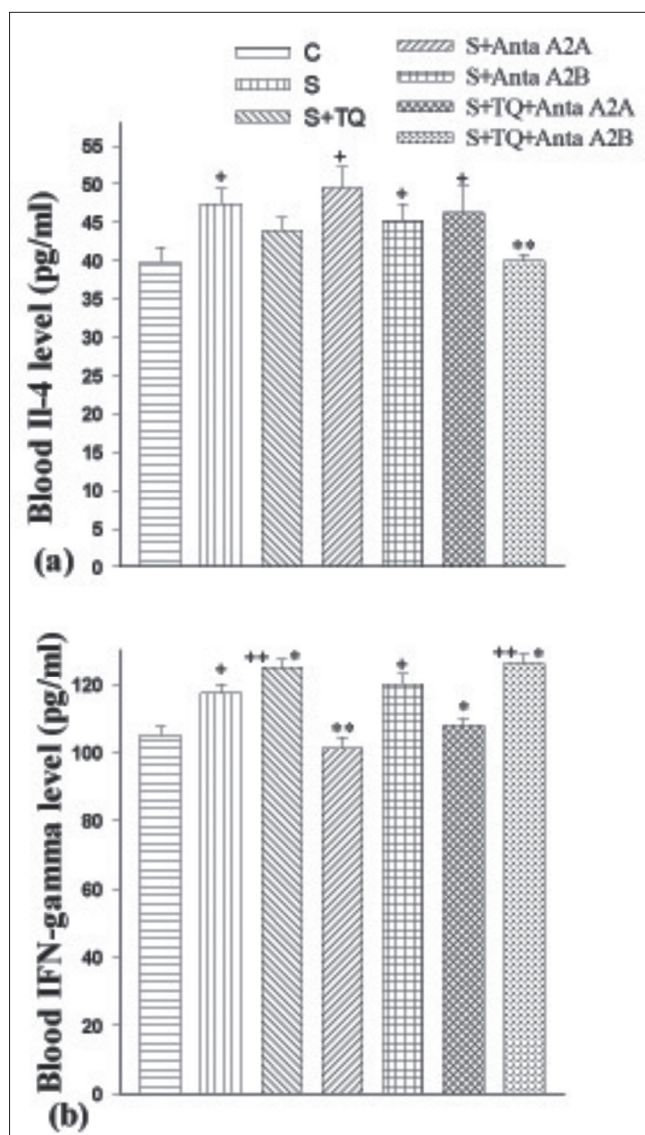 C
S
S+TQ
S+Anta A2A
S+Anta A2B
S+TQ+Anta A2A
S+TQ+Anta A2B
Blood Il-4 level (pg/ml)
55
50
45
40
35
30
25
20
15
10
5
0
+
+
+
+
**
(a)
Blood IFN-gamma level (pg/ml)
120
100
80
60
40
20
0
+
++ *
**
+
*
++ *
(b)